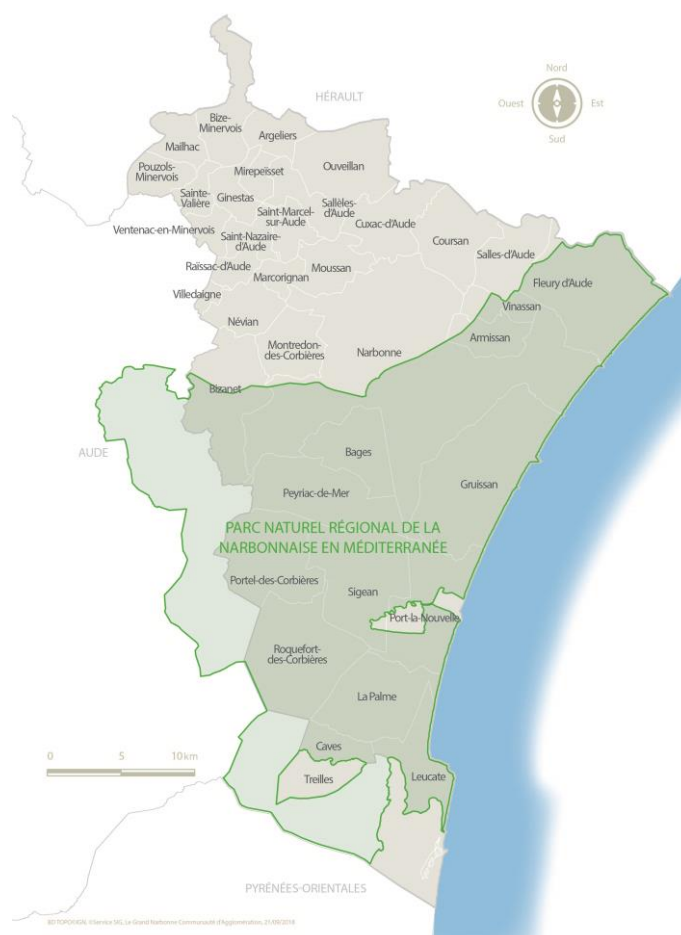 Nord
Ouest
Est
Sud
HÉRAULT
Bize-
Minervois
Argeliers
Mailhac
Ouveillan
Pouzols-
Minervois
Mirepeïsset
Sainte-
Valière
Ginestas
Sallèles-
d'Aude
Saint-Marcel-
sur-Aude
Cuxac-d'Aude
Ventenac-en-Minervois
Saint-Nazaire-
d'Aude
Coursan
Salles-d'Aude
Raïssac-d'Aude
Moussan
Marcorignan
Fleury d'Aude
Villedaigne
Vinassan
Névian
Armissan
Montredon-
des-Corbières
Narbonne
Bizanet
AUDE
Bages
Gruissan
Peyriac-de-Mer
PARC NATUREL RÉGIONAL DE LA
NARBONNAISE EN MÉDITERRANÉE
Portel-des-Corbières
Sigean
Port-la-Nouvelle
Roquefort-
des-Corbières
La Palme
0 5 10 km
Caves
Treilles
Leucate
PYRÉNÉES-ORIENTALES